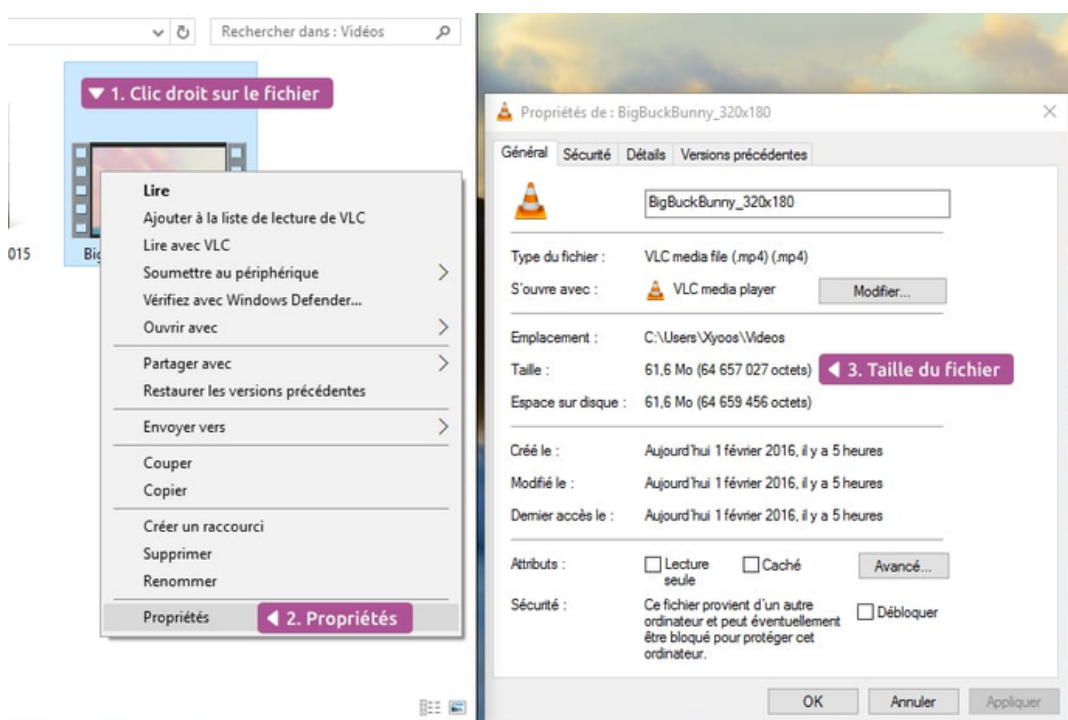 Rechercher dans : Vidéos
1. Clic droit sur le fichier
015
Big
Lire
Ajouter à la liste de lecture de VLC
Lire avec VLC
Soumettre au périphérique
Vérifiez avec Windows Defender...
Ouvrir avec
Partager avec
Restaurer les versions précédentes
Envoyer vers
Couper
Copier
Créer un raccourci
Supprimer
Renommer
Propriétés
2. Propriétés
Propriétés de : BigBuckBunny_320x180
Général Sécurité Détails Versions précédentes
BigBuckBunny_320x180
Type du fichier : VLC media file (.mp4) (.mp4)
S'ouvre avec : VLC media player Modifier...
Emplacement : C:\Users\Xyoos\Videos
Taille : 61,6 Mo (64 657 027 octets) 3. Taille du fichier
Espace sur disque : 61,6 Mo (64 659 456 octets)
Créé le : Aujourd'hui 1 février 2016, il y a 5 heures
Modifié le : Aujourd'hui 1 février 2016, il y a 5 heures
Dernier accès le : Aujourd'hui 1 février 2016, il y a 5 heures
Attributs : Lecture seule Caché Avancé...
Sécurité : Ce fichier provient d'un autre
ordinateur et peut éventuellement Débloquer
être bloqué pour protéger cet
ordinateur.
OK Annuler Appliquer